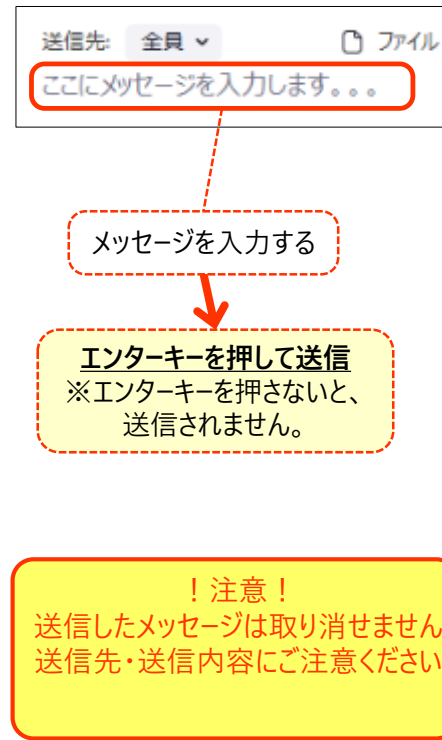 送信先: 全員 ファイル
ここにメッセージを入力します。。。
メッセージを入力する
エンターキーを押して送信
※エンターキーを押さないと、
送信されません。
！注意！
送信したメッセージは取り消せません
送信先・送信内容にご注意ください